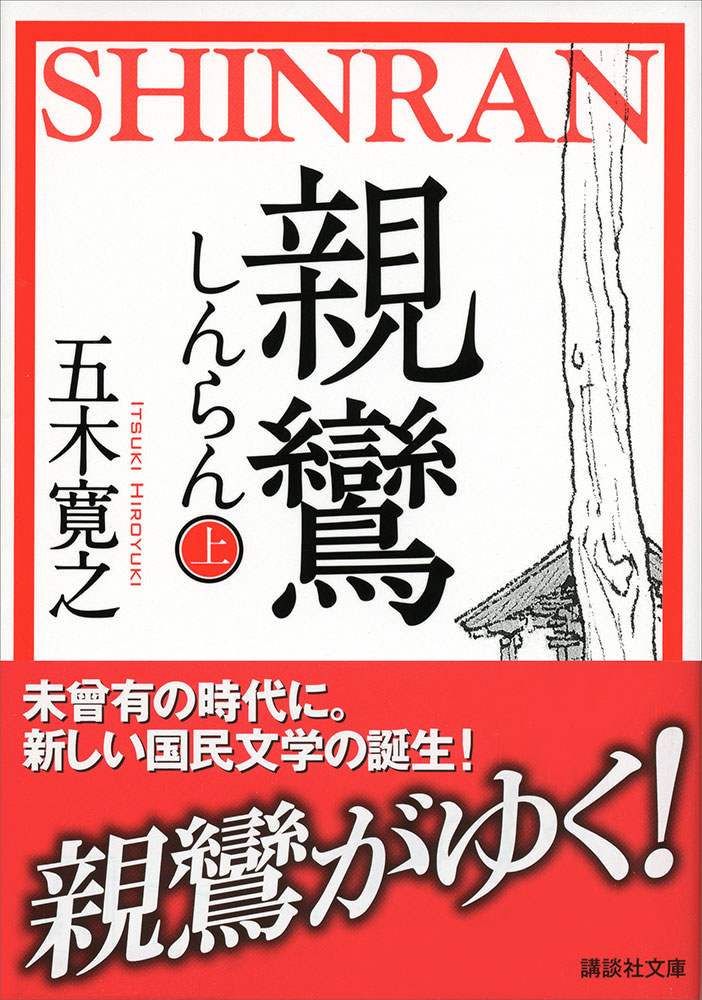 SHINRAN
親鸞
しんらん
上
五木寛之
ITSUKI HIROYUKI
未曾有の時代に。
新しい国民文学の誕生！
親鸞がゆく！
講談社文庫